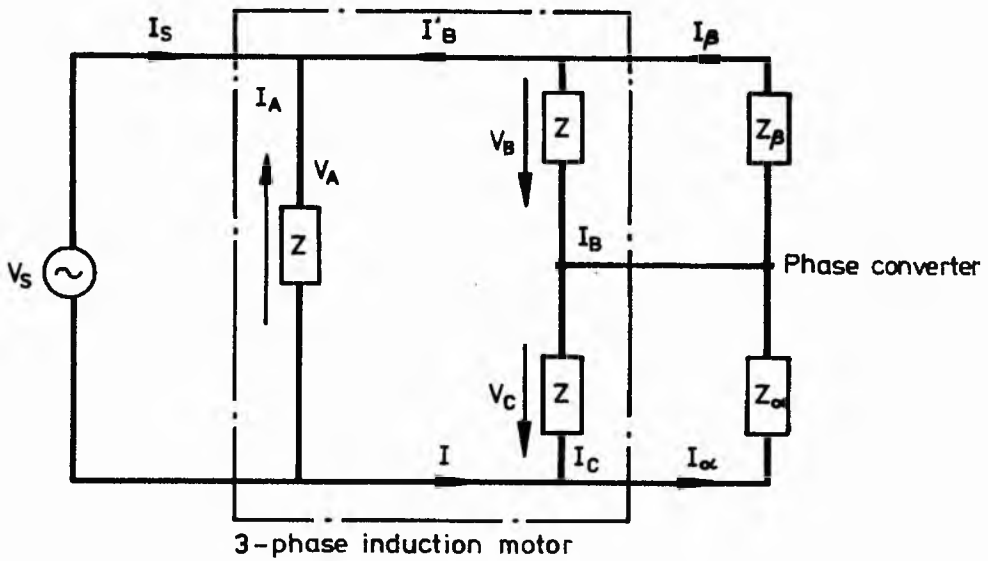 I_S
I'_B
I_β
I_A
V_A
Z
V_S
V_B
Z
Z_β
I_B
Phase converter
V_C
Z
Z_α
I
I_C
I_α
3-phase induction motor